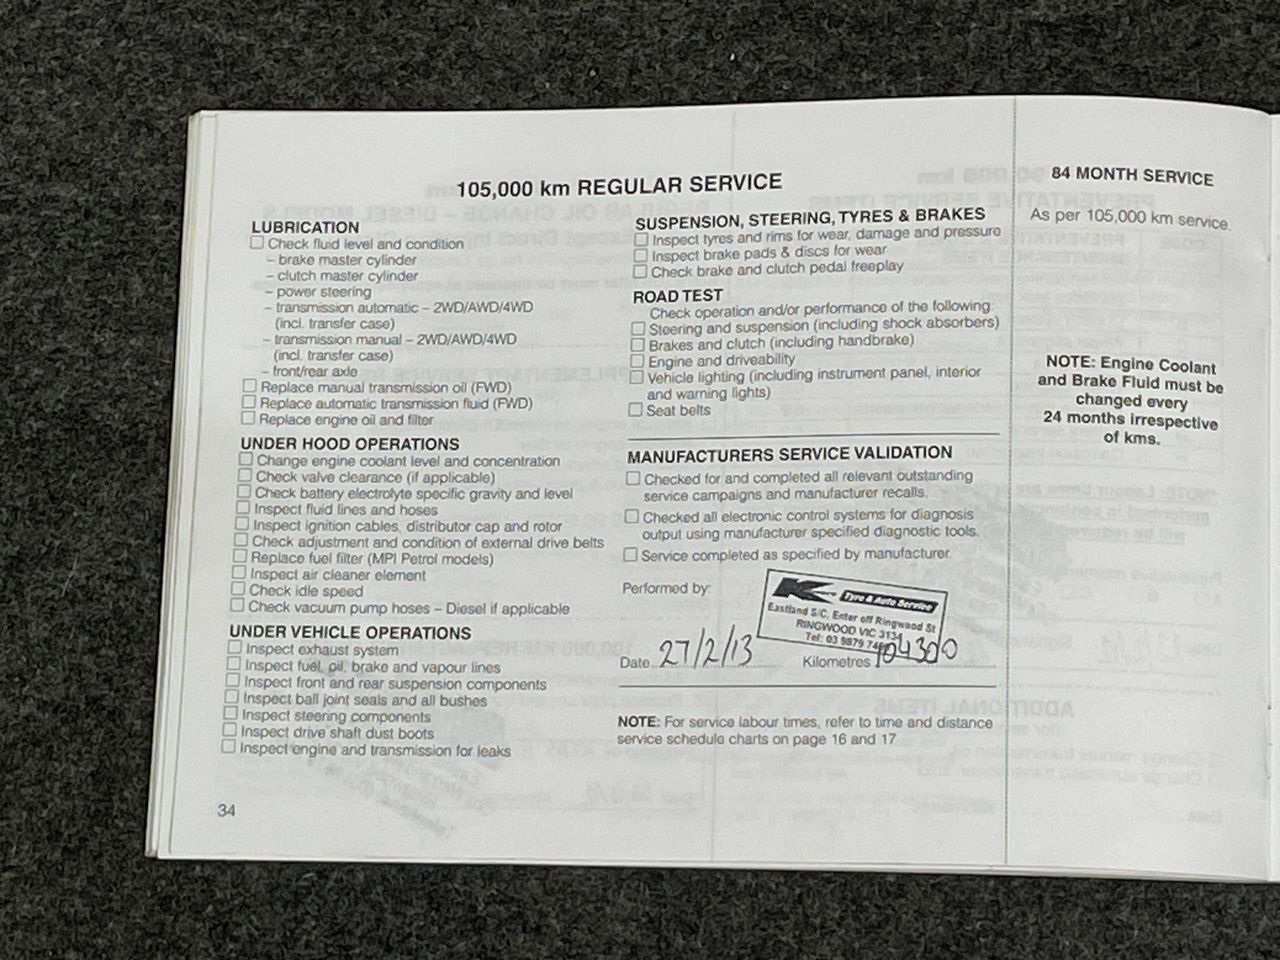 105,000 km REGULAR SERVICE
LUBRICATION
Check fluid level and condition
– brake master cylinder
– clutch master cylinder
– power steering
– transmission automatic – 2WD/AWD/4WD
(incl. transfer case)
– transmission manual – 2WD/AWD/4WD
(incl. transfer case)
– front/rear axle
Replace manual transmission oil (FWD)
Replace automatic transmission fluid (FWD)
Replace engine oil and filter
UNDER HOOD OPERATIONS
Change engine coolant level and concentration
Check valve clearance (if applicable)
Check battery electrolyte specific gravity and level
Inspect fluid lines and hoses
Inspect ignition cables, distributor cap and rotor
Check adjustment and condition of external drive belts
Replace fuel filter (MPI Petrol models)
Inspect air cleaner element
Check idle speed
Check vacuum pump hoses – Diesel if applicable
UNDER VEHICLE OPERATIONS
Inspect exhaust system
Inspect fuel, oil, brake and vapour lines
Inspect front and rear suspension components
Inspect ball joint seals and all bushes
Inspect steering components
Inspect drive shaft dust boots
Inspect engine and transmission for leaks
34
SUSPENSION, STEERING, TYRES & BRAKES
Inspect tyres and rims for wear, damage and pressure
Inspect brake pads & discs for wear
Check brake and clutch pedal freeplay
ROAD TEST
Check operation and/or performance of the following:
Steering and suspension (including shock absorbers)
Brakes and clutch (including handbrake)
Engine and driveability
Vehicle lighting (including instrument panel, interior
and warning lights)
Seat belts
MANUFACTURERS SERVICE VALIDATION
Checked for and completed all relevant outstanding
service campaigns and manufacturer recalls.
Checked all electronic control systems for diagnosis
output using manufacturer specified diagnostic tools.
Service completed as specified by manufacturer.
Performed by:
K Tyre & Auto Service
Eastland S/C, Enter off Ringwood St
RINGWOOD VIC 3134
Tel: 03 9879
Date 27/2/13 Kilometres 104300
NOTE: For service labour times, refer to time and distance
service schedule charts on page 16 and 17
84 MONTH SERVICE
As per 105,000 km service.
NOTE: Engine Coolant
and Brake Fluid must be
changed every
24 months irrespective
of kms.